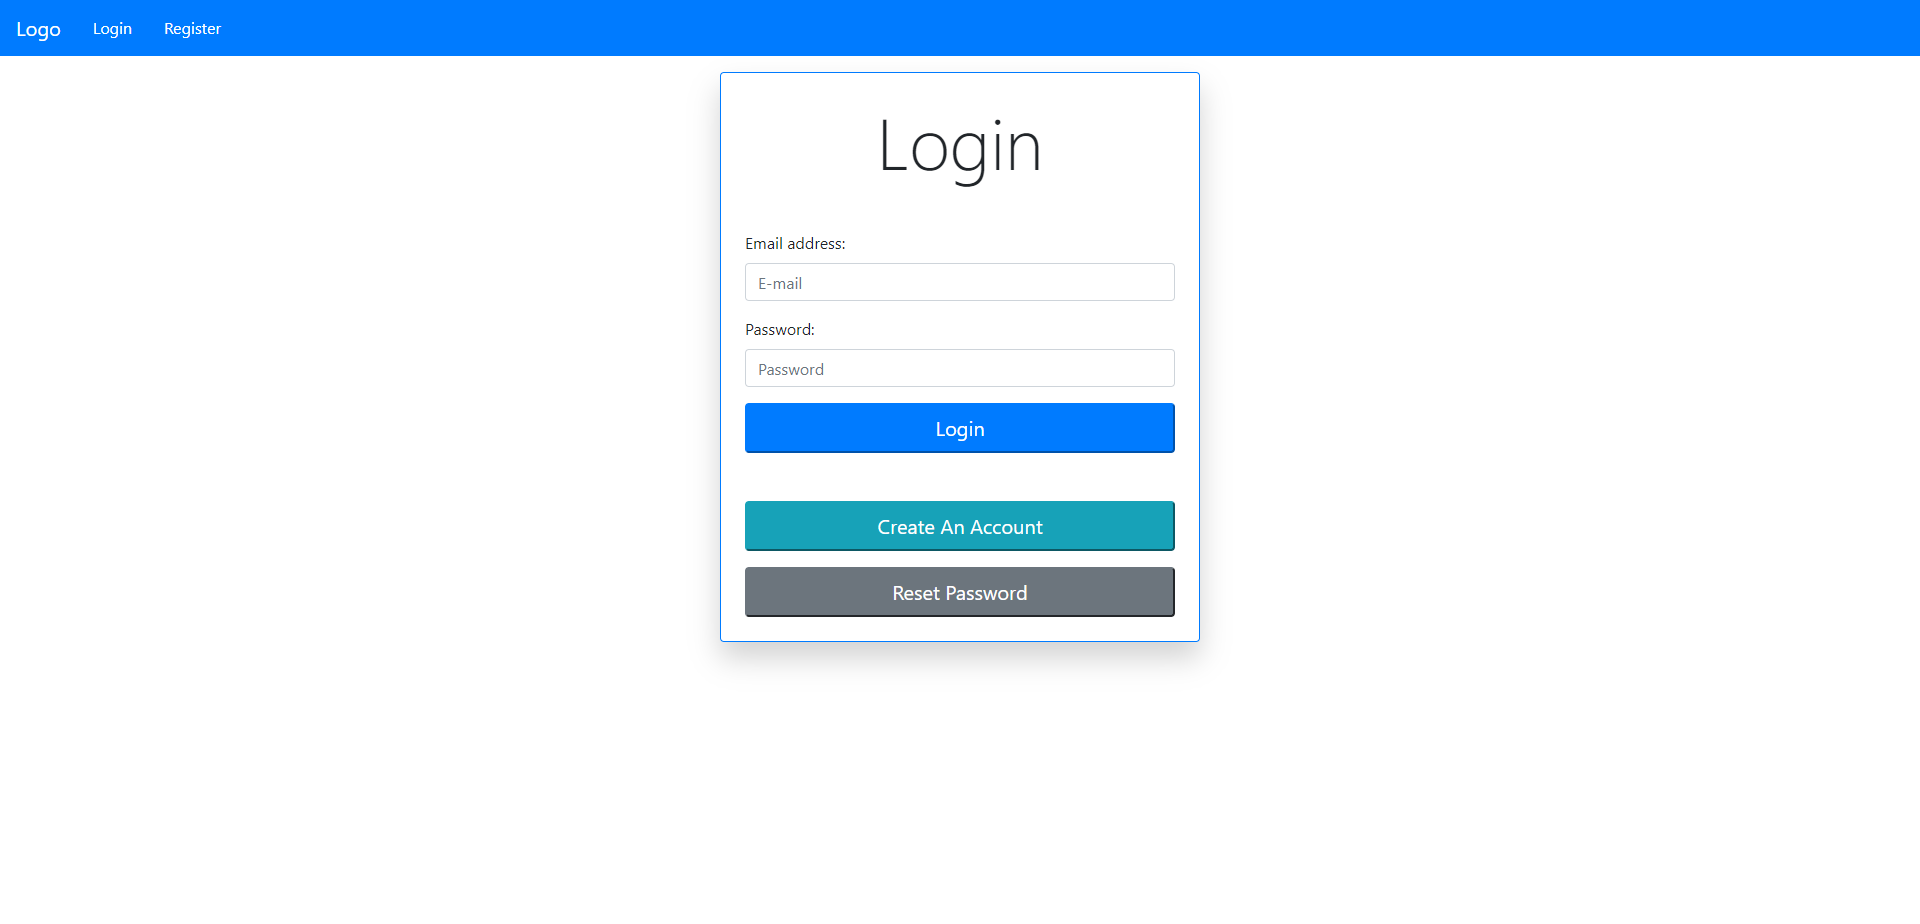 Logo Login Register
Login
Email address:
E-mail
Password:
Password
Login
Create An Account
Reset Password